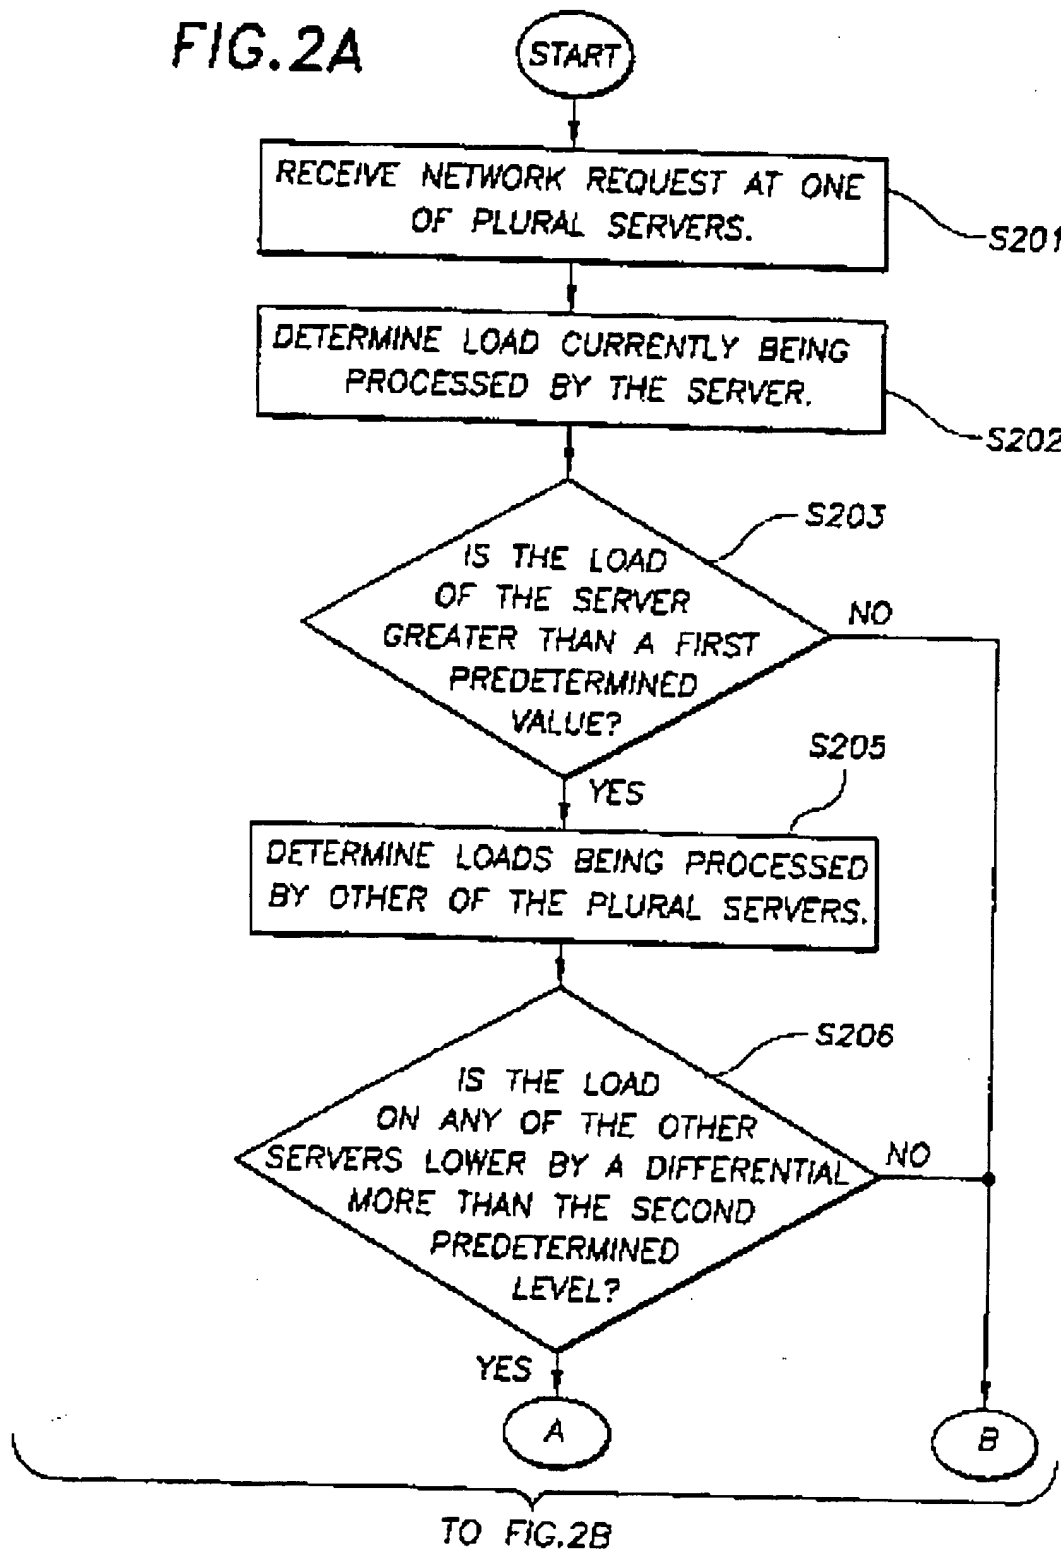 FIG.2A
START
RECEIVE NETWORK REQUEST AT ONE
OF PLURAL SERVERS.
S201
DETERMINE LOAD CURRENTLY BEING
PROCESSED BY THE SERVER.
S202
S203
IS THE LOAD
OF THE SERVER
GREATER THAN A FIRST
PREDETERMINED
VALUE?
NO
YES
S205
DETERMINE LOADS BEING PROCESSED
BY OTHER OF THE PLURAL SERVERS.
S206
IS THE LOAD
ON ANY OF THE OTHER
SERVERS LOWER BY A DIFFERENTIAL
MORE THAN THE SECOND
PREDETERMINED
LEVEL?
NO
YES
A
B
TO FIG.2B